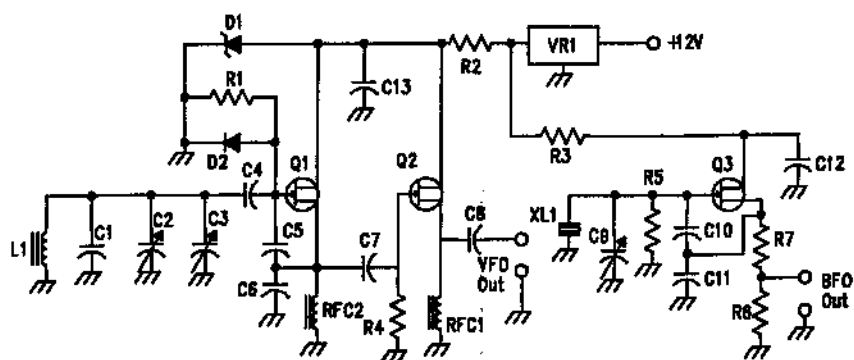 D1
R2
VR1
+12V
R1
C13
D2
R3
C12
C4
Q1
Q2
Q3
XL1
R5
L1
C1
C2
C3
C5
C7
C8
VFO
Out
C9
C10
R7
C6
C11
BFO
Out
RFC2
R4
RFC1
R6